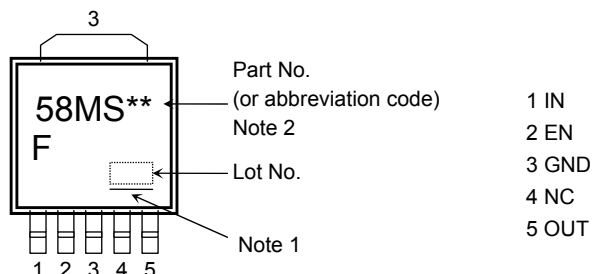 3
58MS**
F
Part No.
(or abbreviation code)
Note 2
Lot No.
Note 1
1 2 3 4 5
1 IN
2 EN
3 GND
4 NC
5 OUT